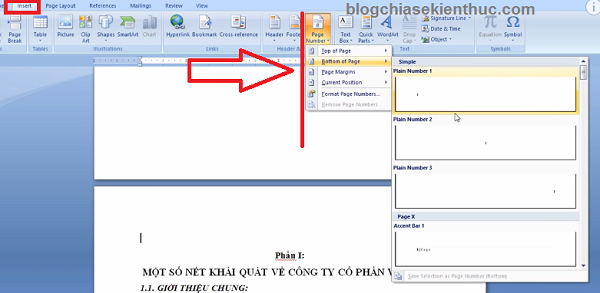 blogchiasekienthuc.com
Insert Page Layout References Mailings Review View
Page Break
Table
Picture Clip Art Shapes SmartArt Chart
Hyperlink Bookmark Cross-reference
Header Footer Page Number Text Box Quick Parts WordArt Drop Cap
Signature Line
Date & Time
Object
Equation Symbol
Tables Illustrations Links Header & Symbols
Top of Page
Bottom of Page
Page Margins
Current Position
Format Page Numbers...
Remove Page Numbers
Simple
Plain Number 1
Plain Number 2
Plain Number 3
Page X
Accent Bar 1
1|Page
Save Selection as Page Number (Bottom)
Phần I:
MỘT SỐ NÉT KHÁI QUÁT VỀ CÔNG TY CỔ PHẦN V
1.1. GIỚI THIỆU CHUNG: